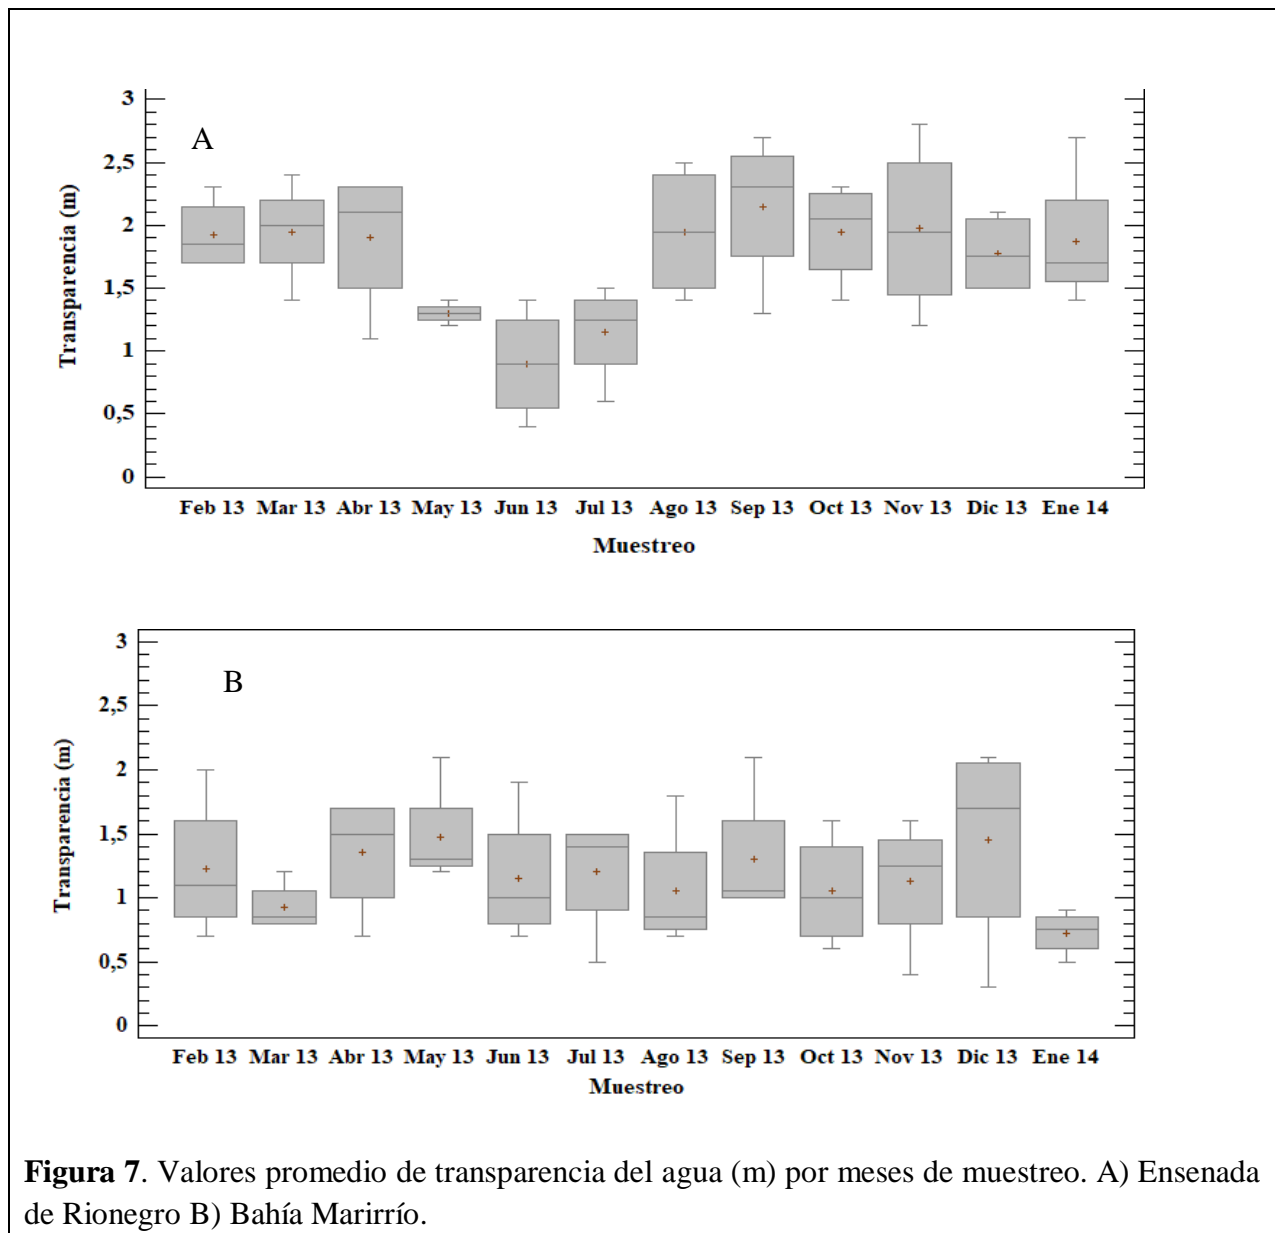 A
3
2,5
2
1,5
1
0,5
0
Transparencia (m)
Feb 13 Mar 13 Abr 13 May 13 Jun 13 Jul 13 Ago 13 Sep 13 Oct 13 Nov 13 Dic 13 Ene 14
Muestreo
B
3
2,5
2
1,5
1
0,5
0
Transparencia (m)
Feb 13 Mar 13 Abr 13 May 13 Jun 13 Jul 13 Ago 13 Sep 13 Oct 13 Nov 13 Dic 13 Ene 14
Muestreo
Figura 7. Valores promedio de transparencia del agua (m) por meses de muestreo. A) Ensenada
de Rionegro B) Bahía Marirrío.